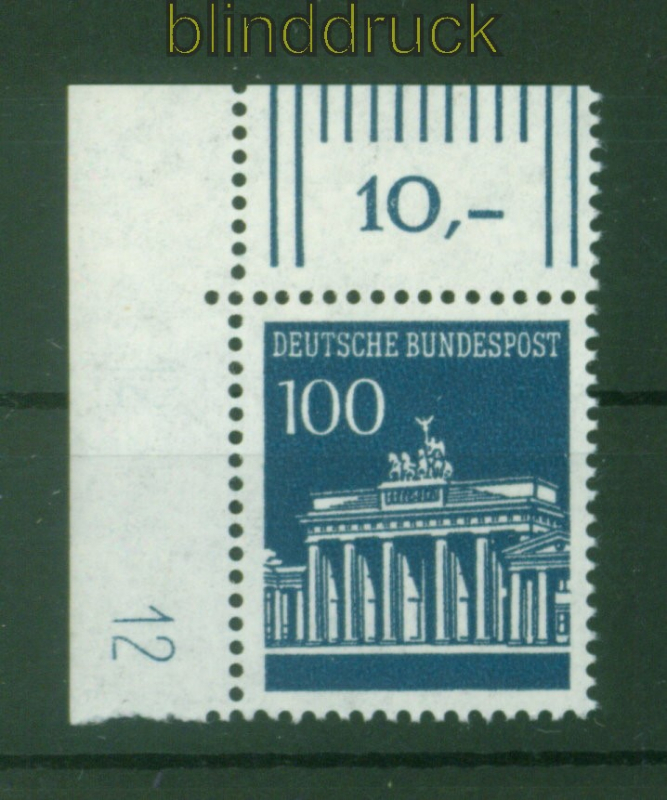 blinddruck
10,-
DEUTSCHE BUNDESPOST
100
12